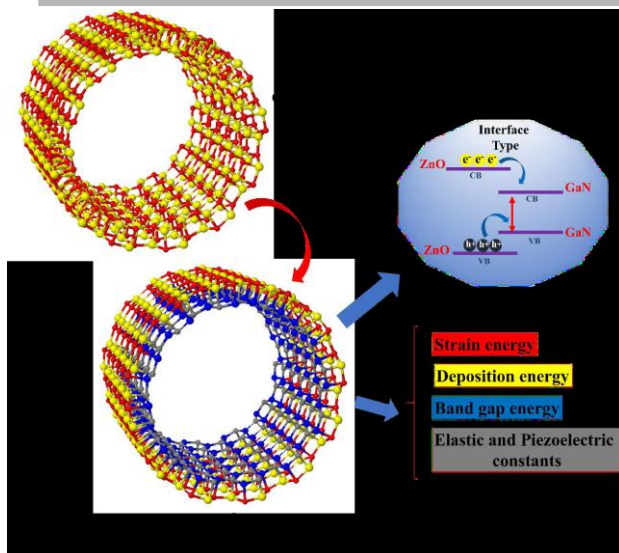 Interface
Type
ZnO
e- e- e-
CB
GaN
CB
GaN
h+ h+ h+
VB
ZnO
VB
Strain energy
Deposition energy
Band gap energy
Elastic and Piezoelectric
constants